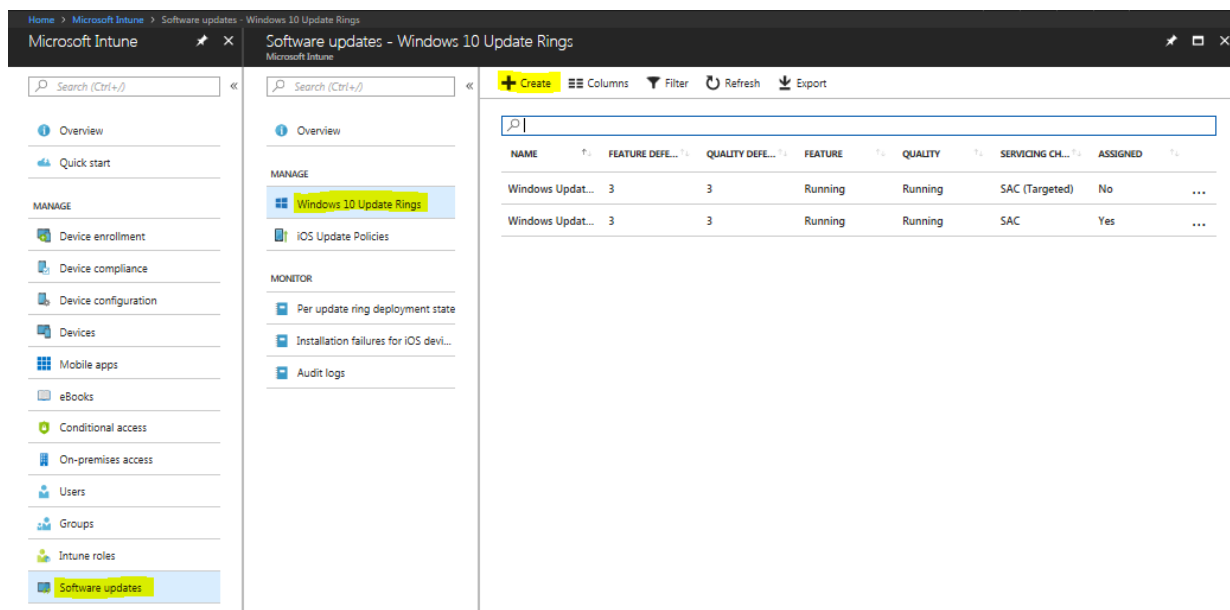 Home > Microsoft Intune > Software updates - Windows 10 Update Rings
Microsoft Intune
Software updates - Windows 10 Update Rings
Microsoft Intune
Search (Ctrl+/)
Overview
Quick start
MANAGE
Device enrollment
Device compliance
Device configuration
Devices
Mobile apps
eBooks
Conditional access
On-premises access
Users
Groups
Intune roles
Software updates
Search (Ctrl+/)
Overview
MANAGE
Windows 10 Update Rings
iOS Update Policies
MONITOR
Per update ring deployment state
Installation failures for iOS devi...
Audit logs
Create Columns Filter Refresh Export
NAME FEATURE DEFE... QUALITY DEFE... FEATURE QUALITY SERVICING CH... ASSIGNED
Windows Updat... 3 3 Running Running SAC (Targeted) No ...
Windows Updat... 3 3 Running Running SAC Yes ...